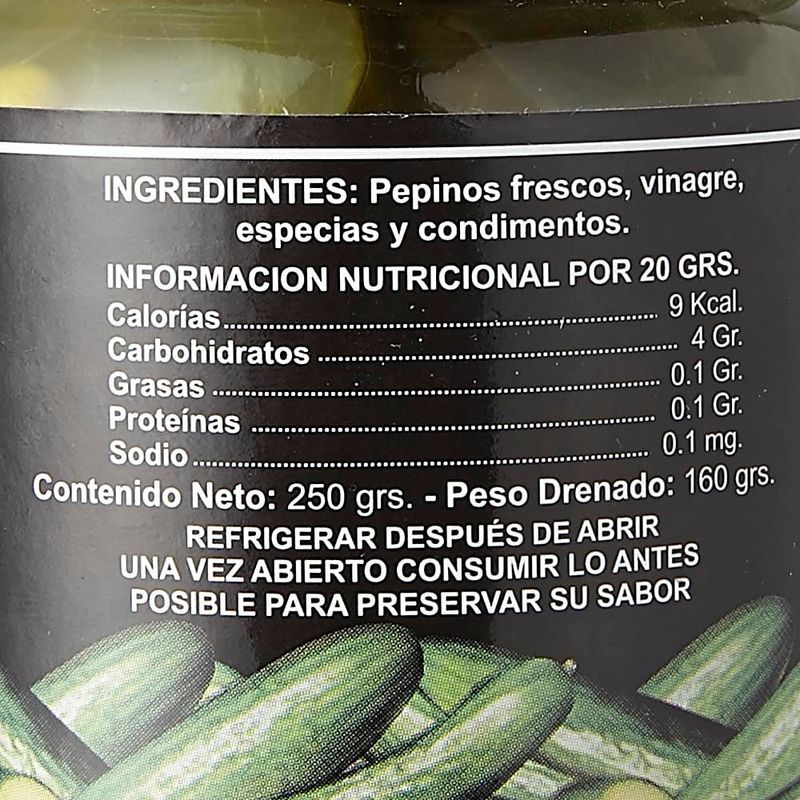 INGREDIENTES: Pepinos frescos, vinagre,
especias y condimentos.
INFORMACION NUTRICIONAL POR 20 GRS.
Calorías........ 9 Kcal.
Carbohidratos ........ 4 Gr.
Grasas ........ 0.1 Gr.
Proteínas ........ 0.1 Gr.
Sodio........ 0.1 mg.
Contenido Neto: 250 grs. - Peso Drenado: 160 grs.
REFRIGERAR DESPUÉS DE ABRIR
UNA VEZ ABIERTO CONSUMIR LO ANTES
POSIBLE PARA PRESERVAR SU SABOR